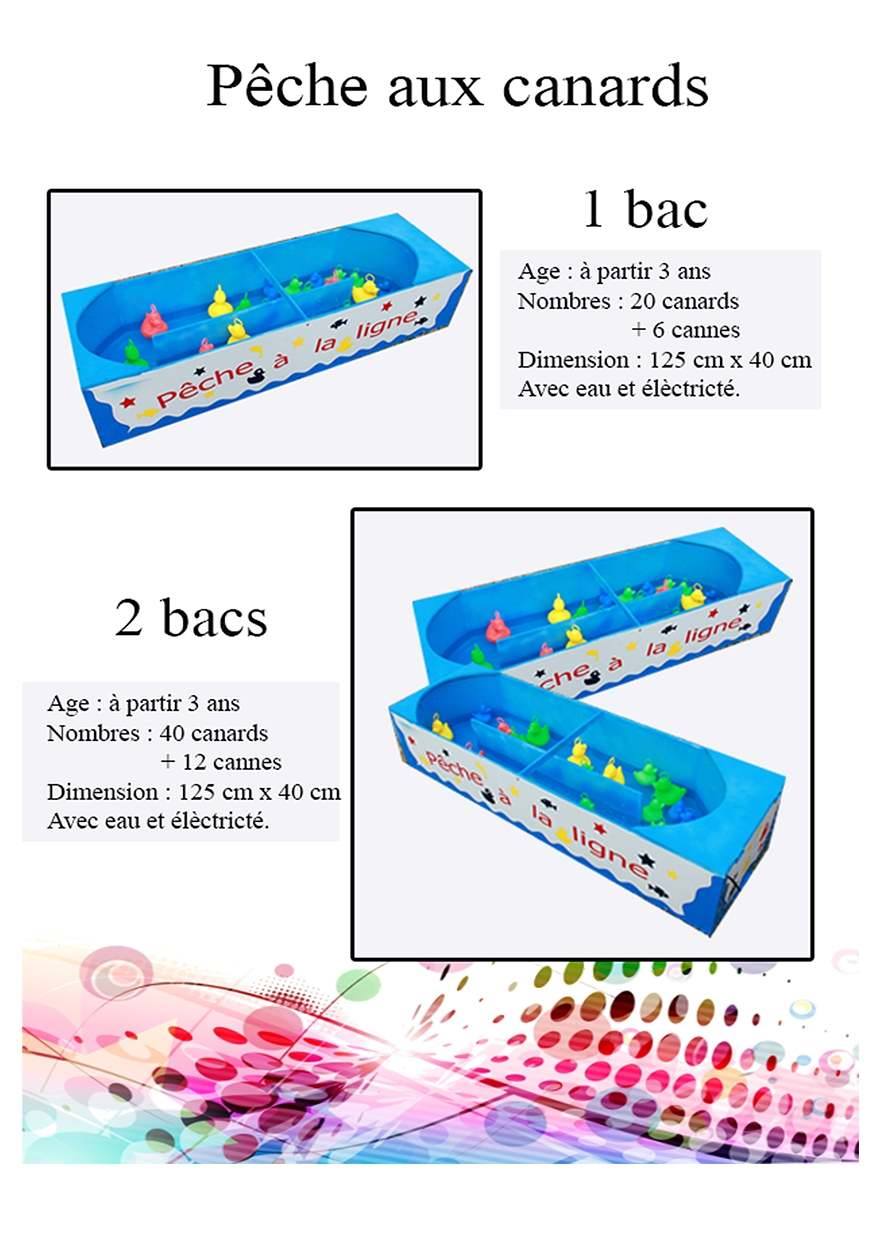 Pêche aux canards
1 bac
Age : à partir 3 ans
Nombres : 20 canards
+ 6 cannes
Dimension : 125 cm x 40 cm
Avec eau et élèctricté.
Pêche à la ligne
2 bacs
Age : à partir 3 ans
Nombres : 40 canards
+ 12 cannes
Dimension : 125 cm x 40 cm
Avec eau et élèctricté.
che à la ligne
Pêche à la ligne